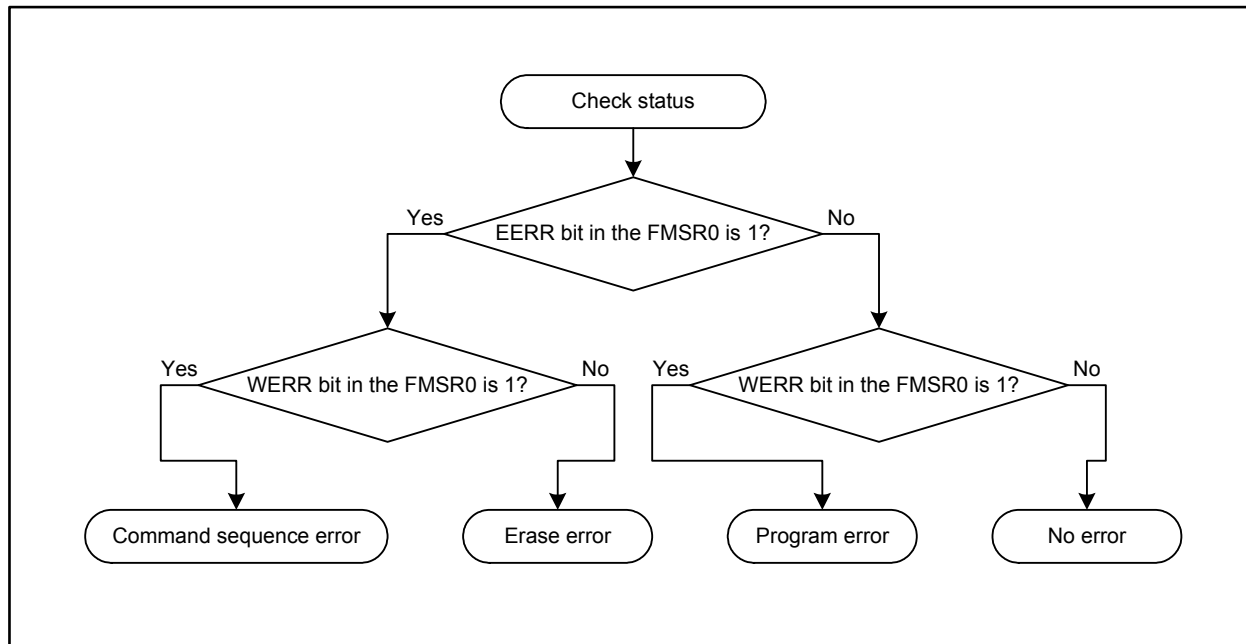 Check status
Yes
No
EERR bit in the FMSR0 is 1?
Yes
No
Yes
No
WERR bit in the FMSR0 is 1?
WERR bit in the FMSR0 is 1?
Command sequence error
Erase error
Program error
No error